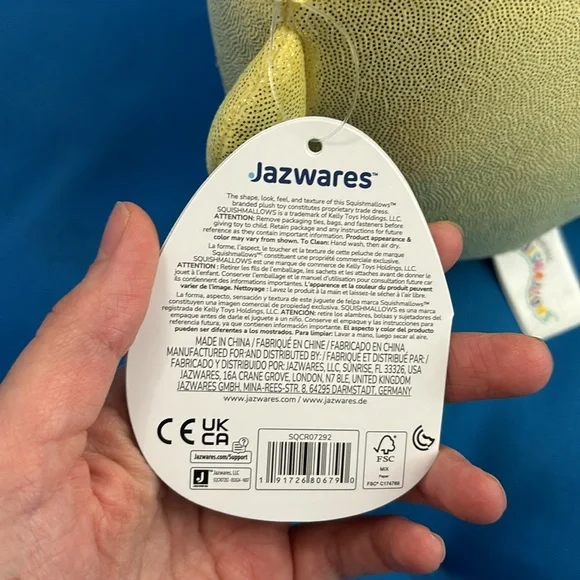 Jazwares™
The shape, look, feel, and texture of this Squishmallows™
branded plush toy constitutes proprietary trade dress.
SQUISHMALLOWS is a trademark of Kelly Toys Holdings, LLC.
ATTENTION: Remove packaging ties, bags, and fasteners before
giving toy to child. Retain package and any instructions for future
reference as they contain important information. Product appearance &
color may vary from shown. To Clean: Hand wash, then air dry.
La forme, l'aspect, le toucher et la texture de cette peluche de marque
Squishmallows™ constituent une propriété commerciale exclusive.
SQUISHMALLOWS est une marque de commerce de Kelly Toys Holdings, LLC.
ATTENTION : Retirer les fils de l'emballage, les sachets et les attaches avant de donner le
jouet à l'enfant. Conserver l'emballage et le manuel d'utilisation pour consultation future car
ils contiennent des informations importantes. L'apparence et la couleur du produit peuvent
varier de l'image. Nettoyage : Lavez le produit à la main et laissez-le sécher à l'air libre.
La forma, aspecto, sensación y textura de este juguete de felpa marca Squishmallows™
constituyen una imagen comercial de propiedad exclusiva. SQUISHMALLOWS es una marca
registrada de Kelly Toys Holdings, LLC. ATENCIÓN: retire los alambres, bolsas y sujetadores del
empaque antes de darle el juguete a un niño. Conserve el empaque y las instrucciones para
referencia futura, ya que contienen información importante. El aspecto y color del producto
pueden ser diferentes a los mostrados. Para limpiar: Lavar a mano, luego secar al aire.
MADE IN CHINA / FABRIQUÉ EN CHINE / FABRICADO EN CHINA
MANUFACTURED FOR AND DISTRIBUTED BY: / FABRIQUÉ ET DISTRIBUÉ PAR: /
FABRICADO Y DISTRIBUIDO POR: JAZWARES, LLC, SUNRISE, FL 33326, USA
JAZWARES, 16A CRANE GROVE, LONDON, N7 8LE, UNITED KINGDOM
JAZWARES GMBH, MINA-REES-STR. 8, 64295 DARMSTADT, GERMANY
www.jazwares.com / www.jazwares.de
CE UK CA
Jazwares.com/Support
Jazwares, LLC
SQCR07292
1 91726 80679 0
FSC
MIX
Paper
FSC® C174765